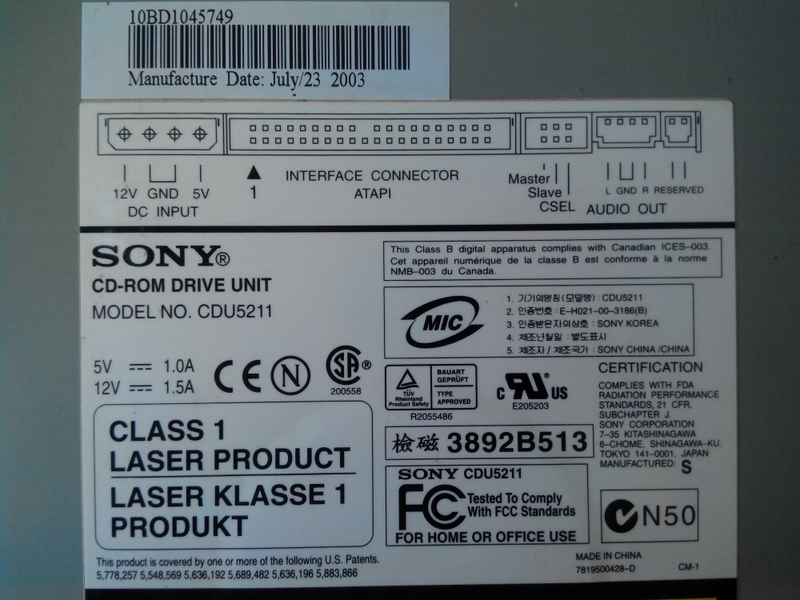 10BD1045749
Manufacture Date: July/23 2003
12V GND 5V
DC INPUT
1
INTERFACE CONNECTOR
ATAPI
Master
Slave
CSEL
L GND R RESERVED
AUDIO OUT
SONY®
CD-ROM DRIVE UNIT
MODEL NO. CDU5211
This Class B digital apparatus complies with Canadian ICES-003.
Cet appareil numérique de la classe B est conforme à la norme
NMB-003 du Canada.
MIC
1. 기기의명칭(모델명) : CDU5211
2. 인증번호 : E-H021-00-3186(B)
3. 인증받은자의상호 : SONY KOREA
4. 제조년월일 : 별도표시
5. 제조자 / 제조국가 : SONY CHINA /CHINA
5V 1.0A
12V 1.5A
CE
N
SA ®
200558
TÜV
Rheinland
Product Safety
BAUART
GEPRÜFT
TYPE
APPROVED
R2055486
c RU US
E205203
CERTIFICATION
COMPLIES WITH FDA
RADIATION PERFORMANCE
STANDARDS, 21 CFR,
SUBCHAPTER J.
SONY CORPORATION
7-35 KITASHINAGAWA
6-CHOME, SHINAGAWA-KU.
TOKYO 141-0001, JAPAN
MANUFACTURED: S
CLASS 1
LASER PRODUCT
LASER KLASSE 1
PRODUKT
檢磁 3892B513
SONY CDU5211
FC Tested To Comply
With FCC Standards
FOR HOME OR OFFICE USE
N50
This product is covered by one or more of the following U.S. Patents.
5,778,257 5,548,569 5,636,192 5,689,482 5,636,196 5,883,866
MADE IN CHINA
7819500428-D CM-1